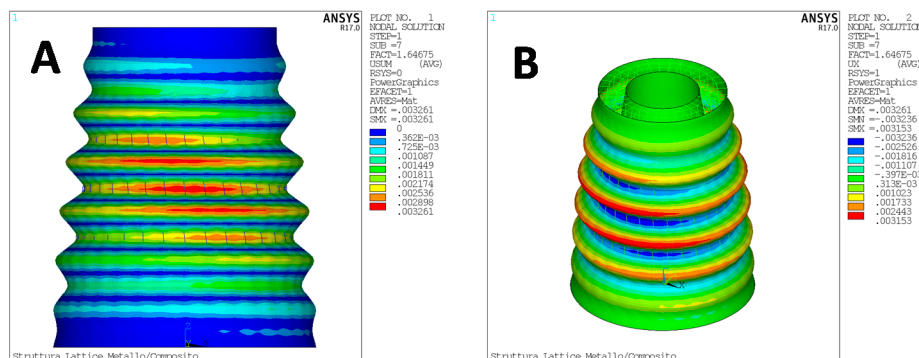 1
A
ANSYS
R17.0
PLOT NO. 1
NODAL SOLUTION
STEP=1
SUB =7
FACT=1.64675
USUM (AVG)
RSYS=0
PowerGraphics
EFACET=1
AVRES=Mat
DMX =.003261
SMX =.003261
0
.362E-03
.725E-03
.001087
.001449
.001811
.002174
.002536
.002898
.003261
Z
Struttura Lattice Metallo/Composito
1
B
ANSYS
R17.0
PLOT NO. 2
NODAL SOLUTION
STEP=1
SUB =7
FACT=1.64675
UX (AVG)
RSYS=1
PowerGraphics
EFACET=1
AVRES=Mat
DMX =.003261
SMN =-.003236
SMX =.003153
-.003236
-.002526
-.001816
-.001107
-.397E-03
.313E-03
.001023
.001733
.002443
.003153
X
Struttura Lattice Metallo/Composito